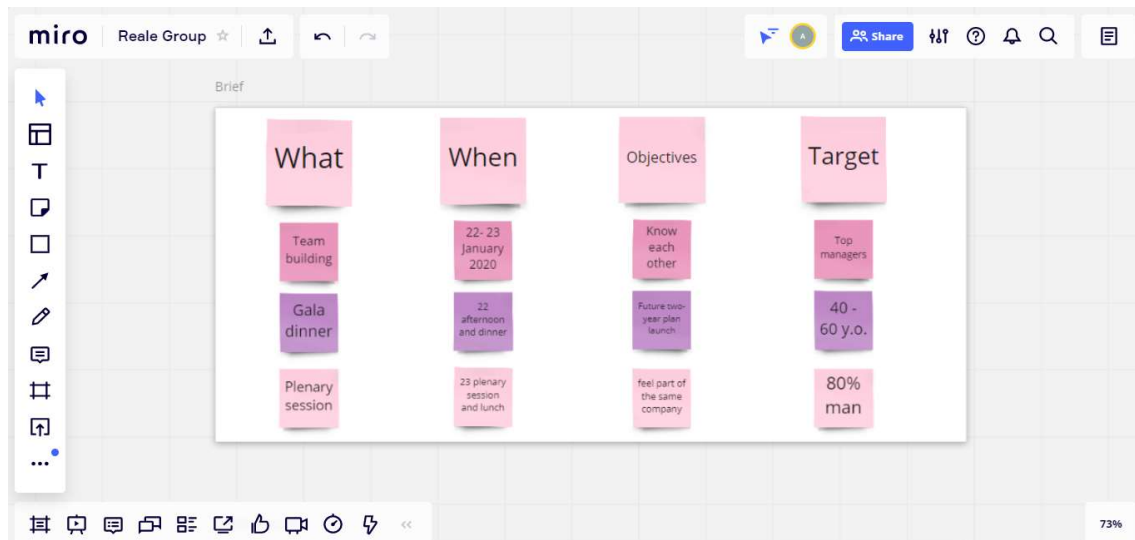 miro
Reale Group
Share
Brief
What
When
Objectives
Target
Team
building
22- 23
January
2020
Know
each
other
Top
managers
Gala
dinner
22
afternoon
and dinner
Future two-
year plan
launch
40 -
60 y.o.
Plenary
session
23 plenary
session
and lunch
feel part of
the same
company
80%
man
73%